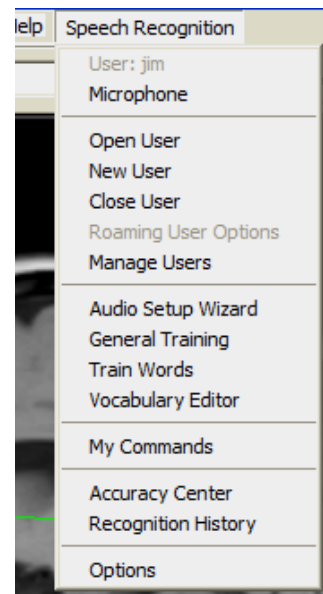 Help Speech Recognition
User: jim
Microphone
Open User
New User
Close User
Roaming User Options
Manage Users
Audio Setup Wizard
General Training
Train Words
Vocabulary Editor
My Commands
Accuracy Center
Recognition History
Options